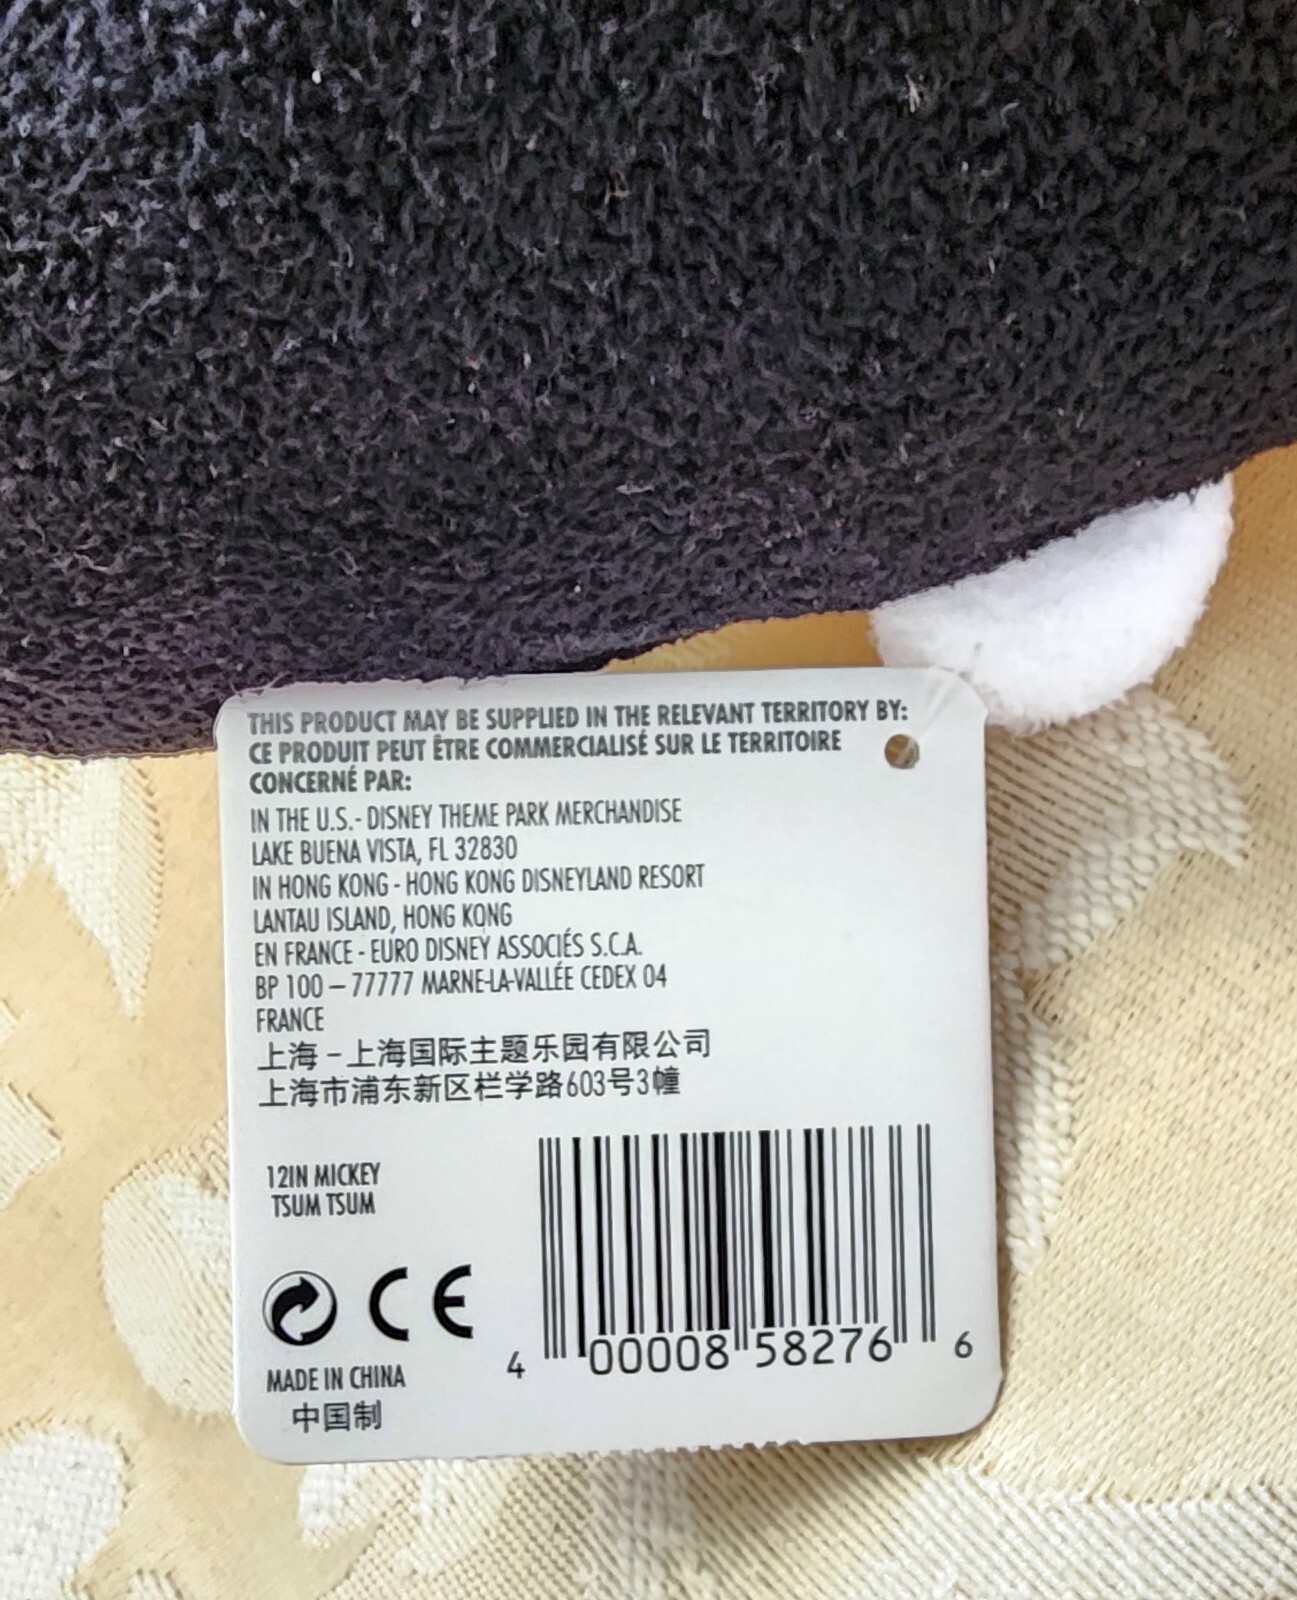 THIS PRODUCT MAY BE SUPPLIED IN THE RELEVANT TERRITORY BY:
CE PRODUIT PEUT ÊTRE COMMERCIALISÉ SUR LE TERRITOIRE
CONCERNÉ PAR:
IN THE U.S.- DISNEY THEME PARK MERCHANDISE
LAKE BUENA VISTA, FL 32830
IN HONG KONG - HONG KONG DISNEYLAND RESORT
LANTAU ISLAND, HONG KONG
EN FRANCE - EURO DISNEY ASSOCIÉS S.C.A.
BP 100 – 77777 MARNE-LA-VALLÉE CEDEX 04
FRANCE
上海 – 上海国际主题乐园有限公司
上海市浦东新区栏学路603号3幢
12IN MICKEY
TSUM TSUM
CE
MADE IN CHINA
中国制
4 00008 58276 6